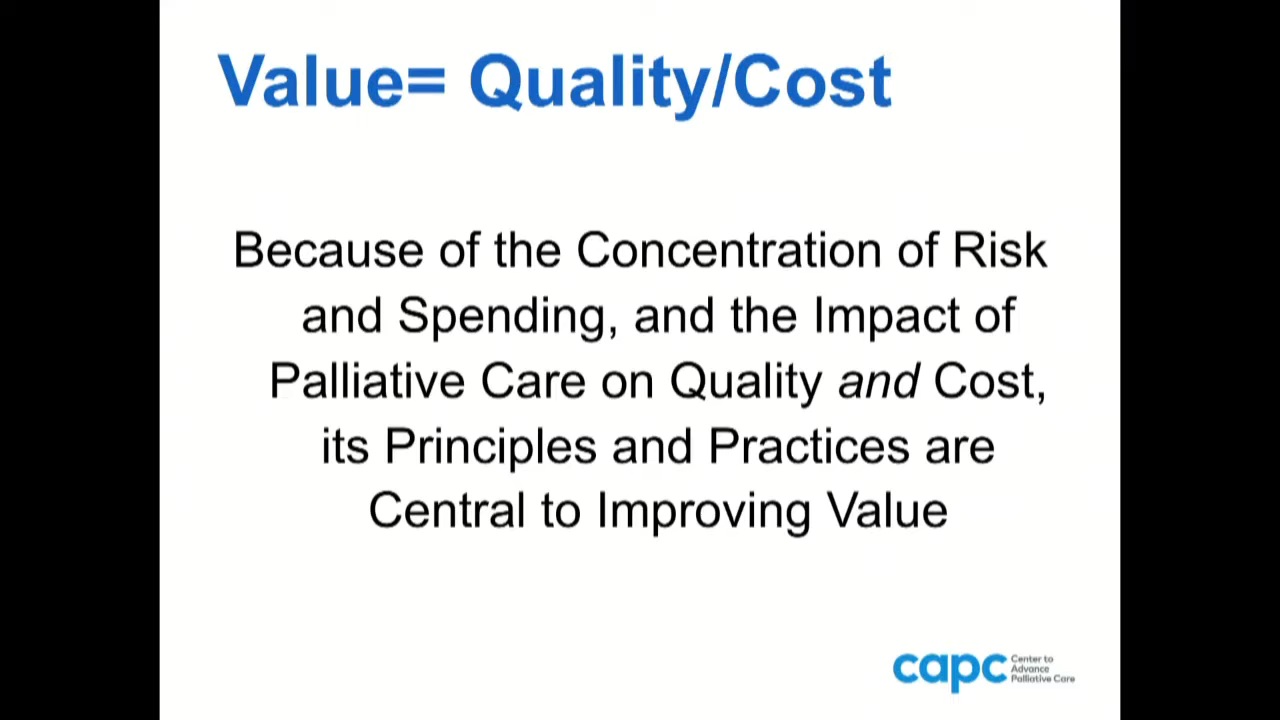 Value= Quality/Cost
Because of the Concentration of Risk
and Spending, and the Impact of
Palliative Care on Quality and Cost,
its Principles and Practices are
Central to Improving Value
capc
Center to
Advance
Palliative Care